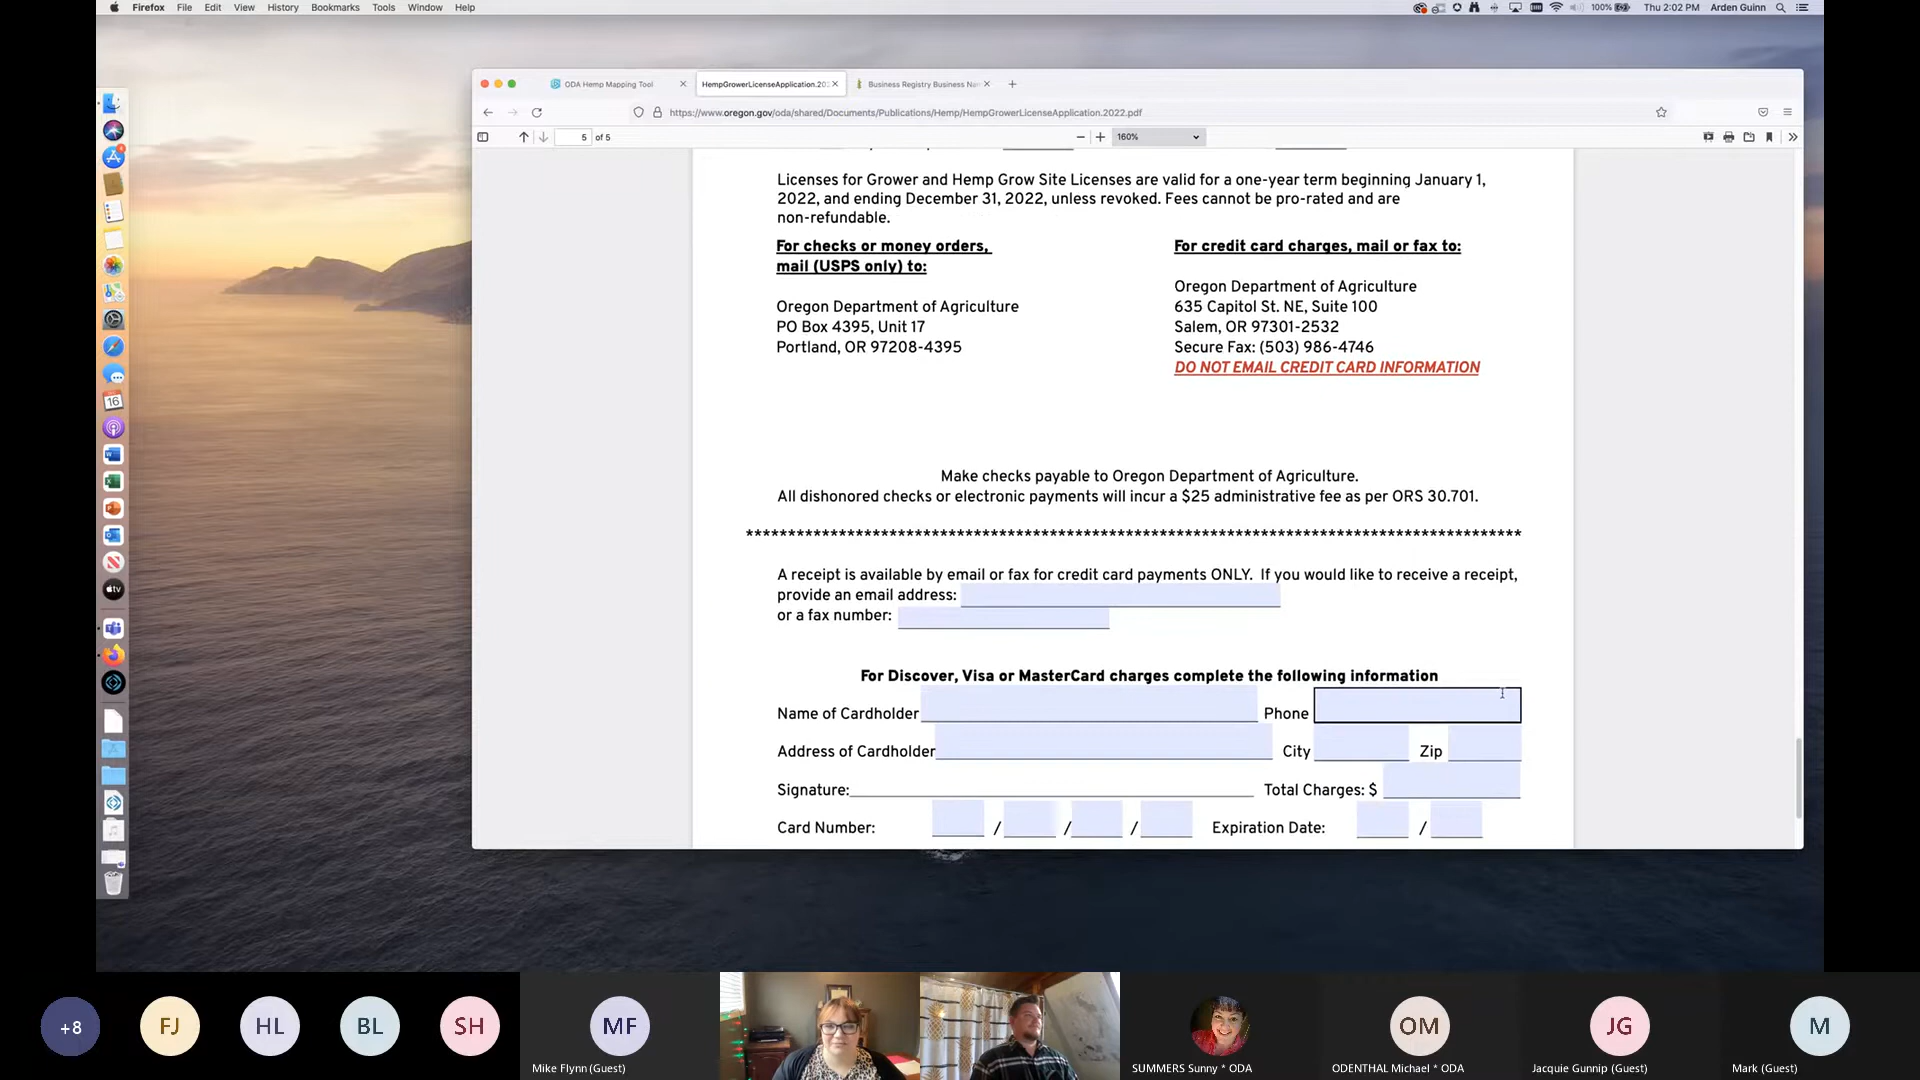 Firefox File Edit View History Bookmarks Tools Window Help 100% Thu 2:02 PM Arden Guinn
ODA Hemp Mapping Tool
HempGrowerLicenseApplication.202
Business Registry Business Na
https://www.oregon.gov/oda/shared/Documents/Publications/Hemp/HempGrowerLicenseApplication.2022.pdf
5 of 5
160%
Licenses for Grower and Hemp Grow Site Licenses are valid for a one-year term beginning January 1,
2022, and ending December 31, 2022, unless revoked. Fees cannot be pro-rated and are
non-refundable.
For checks or money orders,
mail (USPS only) to:
Oregon Department of Agriculture
PO Box 4395, Unit 17
Portland, OR 97208-4395
For credit card charges, mail or fax to:
Oregon Department of Agriculture
635 Capitol St. NE, Suite 100
Salem, OR 97301-2532
Secure Fax: (503) 986-4746
DO NOT EMAIL CREDIT CARD INFORMATION
Make checks payable to Oregon Department of Agriculture.
All dishonored checks or electronic payments will incur a $25 administrative fee as per ORS 30.701.
A receipt is available by email or fax for credit card payments ONLY. If you would like to receive a receipt,
provide an email address:
or a fax number:
For Discover, Visa or MasterCard charges complete the following information
Name of Cardholder Phone
Address of Cardholder City Zip
Signature: Total Charges: $
Card Number: / / / Expiration Date: /
+8 FJ HL BL SH MF OM JG M
Mike Flynn (Guest) SUMMERS Sunny * ODA ODENTHAL Michael * ODA Jacquie Gunnip (Guest) Mark (Guest)